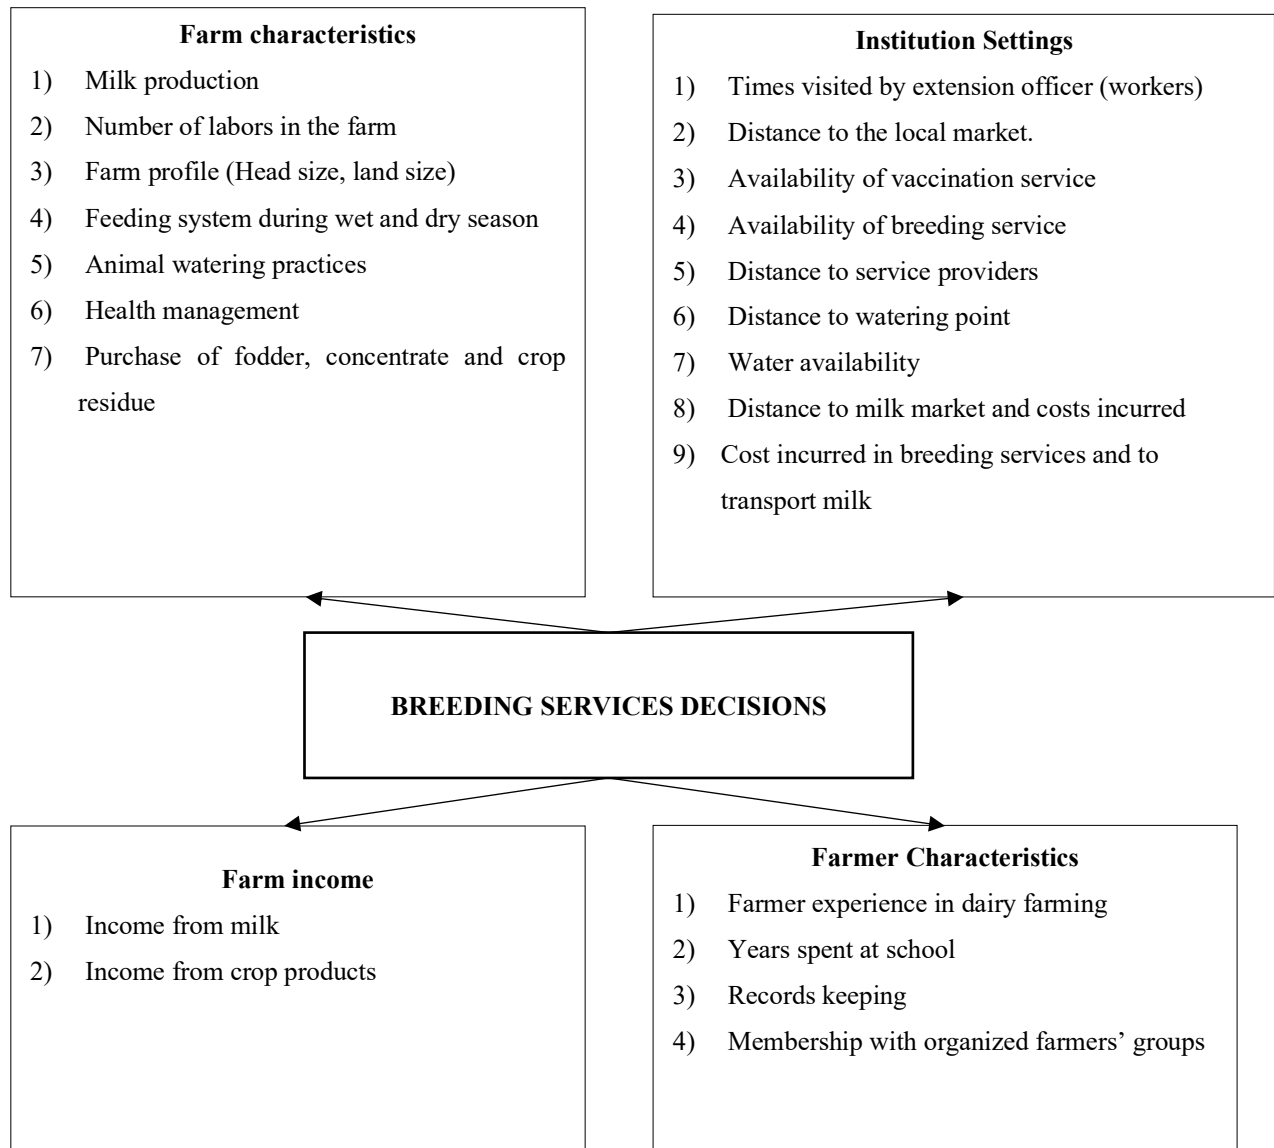 Farm characteristics
1) Milk production
2) Number of labors in the farm
3) Farm profile (Head size, land size)
4) Feeding system during wet and dry season
5) Animal watering practices
6) Health management
7) Purchase of fodder, concentrate and crop
residue
Institution Settings
1) Times visited by extension officer (workers)
2) Distance to the local market.
3) Availability of vaccination service
4) Availability of breeding service
5) Distance to service providers
6) Distance to watering point
7) Water availability
8) Distance to milk market and costs incurred
9) Cost incurred in breeding services and to
transport milk
BREEDING SERVICES DECISIONS
Farm income
1) Income from milk
2) Income from crop products
Farmer Characteristics
1) Farmer experience in dairy farming
2) Years spent at school
3) Records keeping
4) Membership with organized farmers’ groups